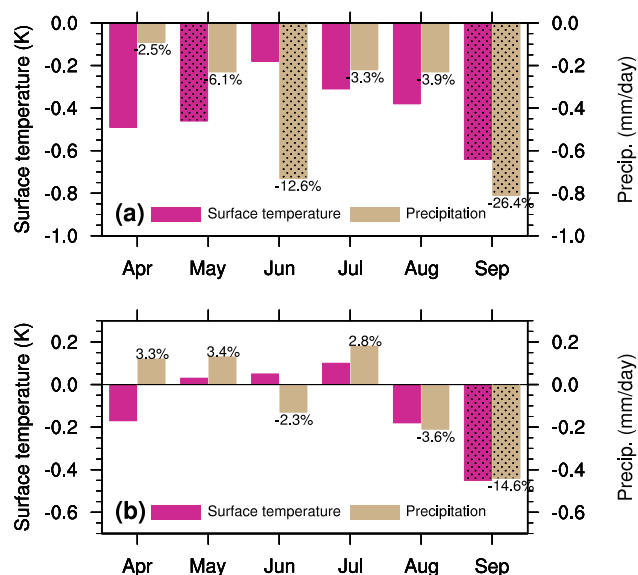 Surface temperature (K)
0.0
-0.2
-0.4
-0.6
-0.8
-1.0
-2.5%
-6.1%
-12.6%
-3.3%
-3.9%
-26.4%
(a)
Surface temperature
Precipitation
0.0
-0.2
-0.4
-0.6
-0.8
-1.0
Precip. (mm/day)
Apr May Jun Jul Aug Sep
Surface temperature (K)
0.2
0.0
-0.2
-0.4
-0.6
3.3%
3.4%
-2.3%
2.8%
-3.6%
-14.6%
(b)
Surface temperature
Precipitation
0.2
0.0
-0.2
-0.4
-0.6
Precip. (mm/day)
Apr May Jun Jul Aug Sep